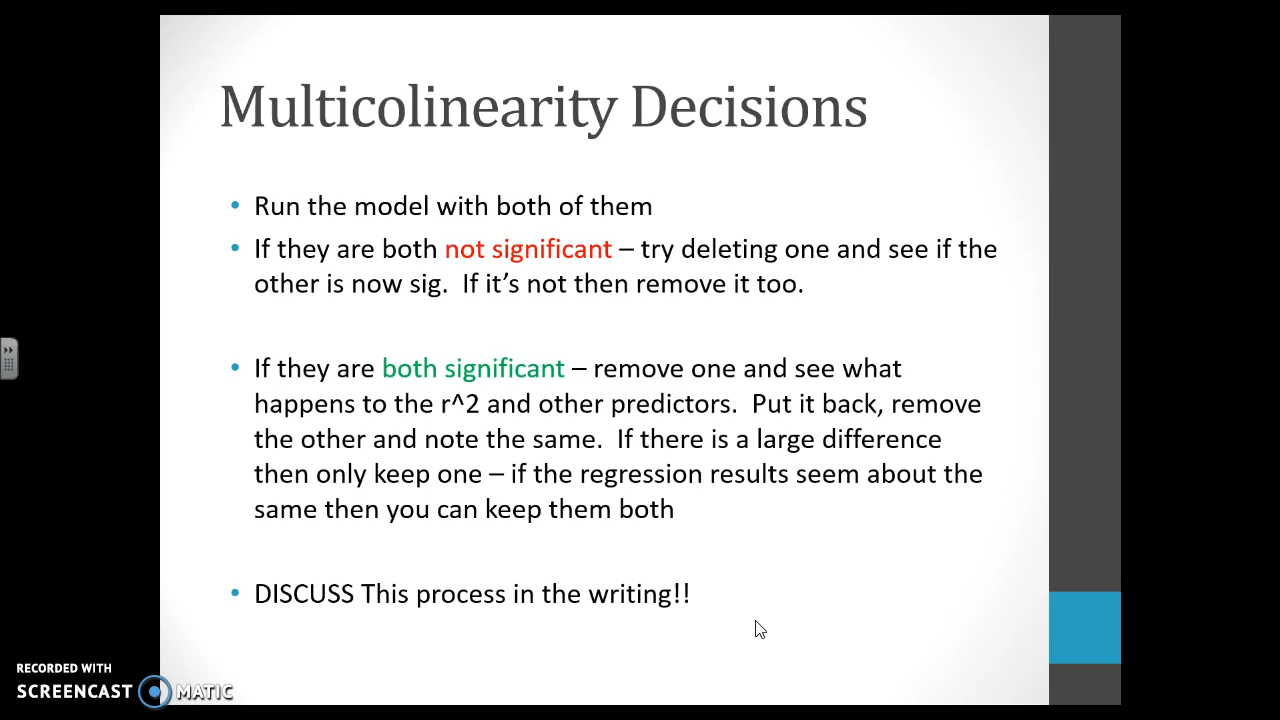 Multicolinearity Decisions
• Run the model with both of them
• If they are both not significant – try deleting one and see if the
other is now sig.  If it’s not then remove it too.
• If they are both significant – remove one and see what
happens to the r^2 and other predictors.  Put it back, remove
the other and note the same.  If there is a large difference
then only keep one – if the regression results seem about the
same then you can keep them both
• DISCUSS This process in the writing!!
RECORDED WITH
SCREENCAST MATIC